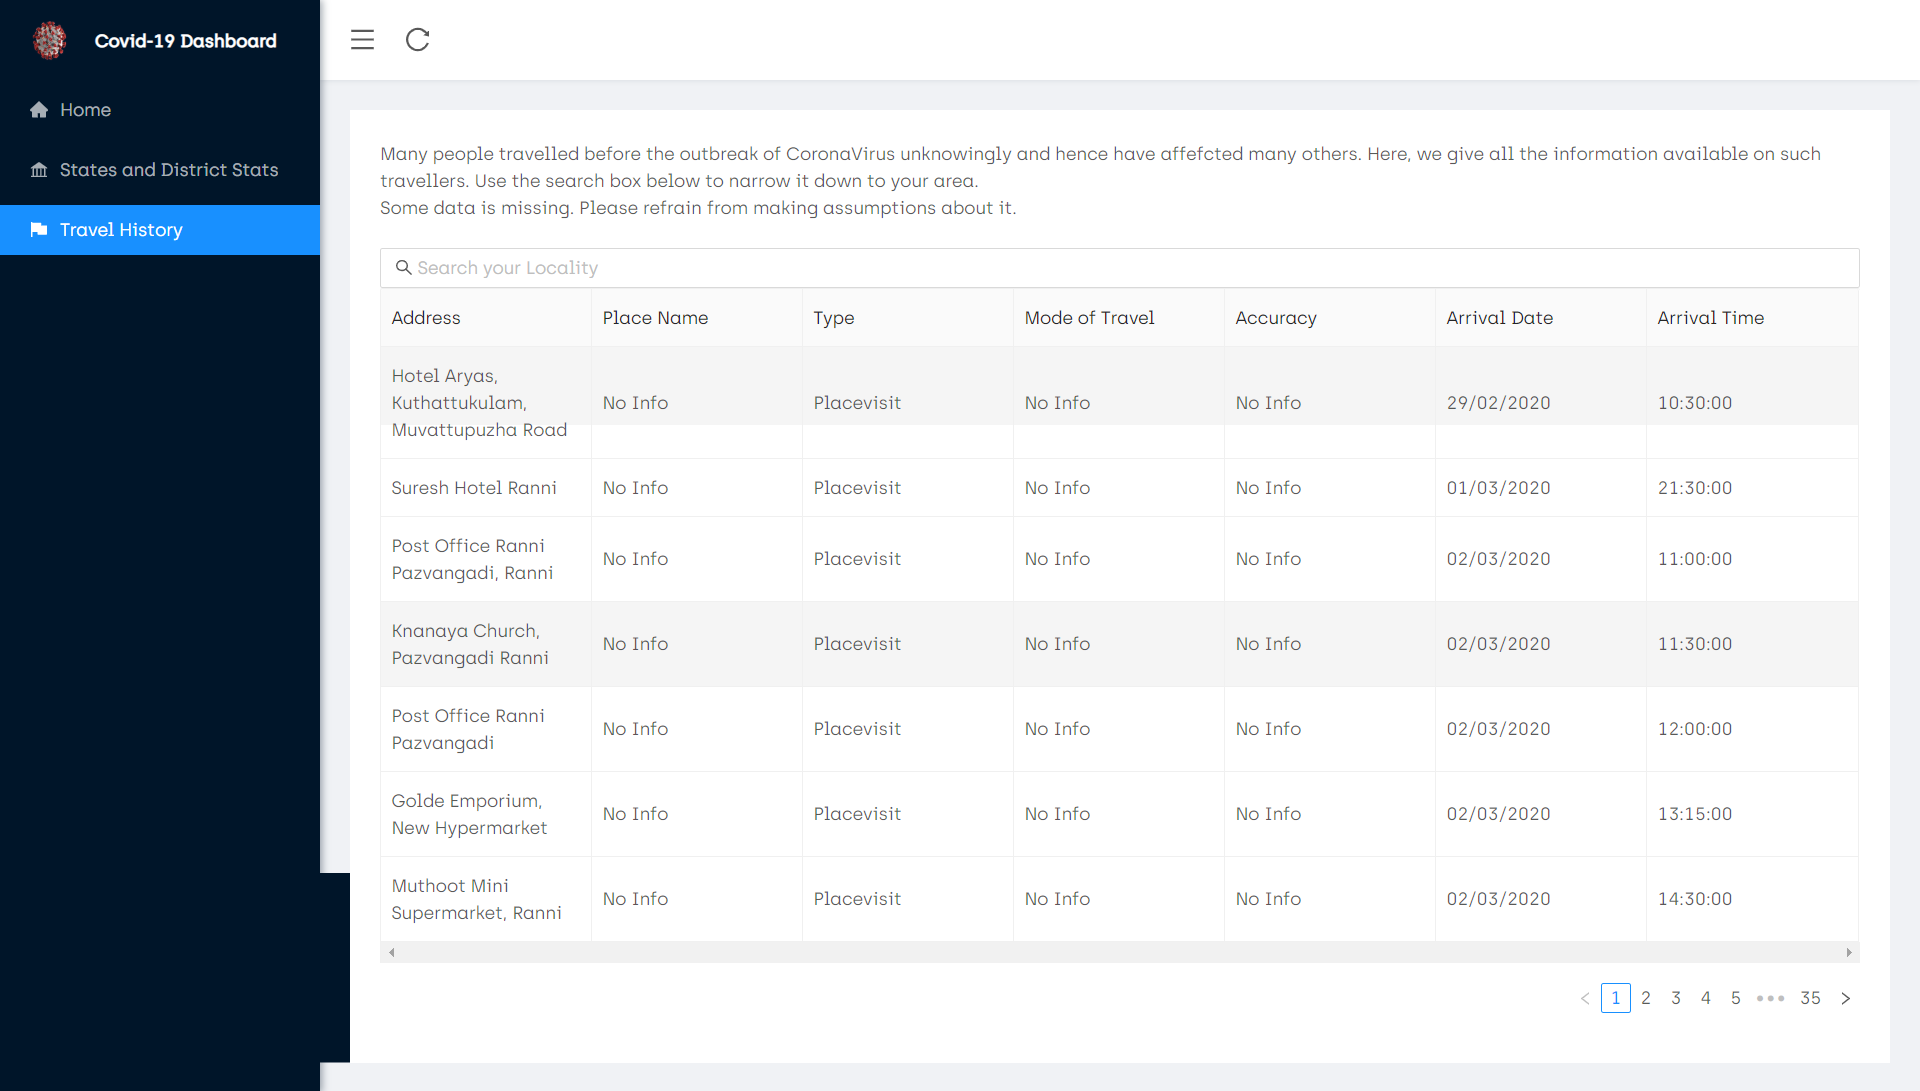 Covid-19 Dashboard
Home
States and District Stats
Travel History
Many people travelled before the outbreak of CoronaVirus unknowingly and hence have affefcted many others. Here, we give all the information available on such
travellers. Use the search box below to narrow it down to your area.
Some data is missing. Please refrain from making assumptions about it.
Search your Locality
Address Place Name Type Mode of Travel Accuracy Arrival Date Arrival Time
Hotel Aryas,
Kuthattukulam, No Info Placevisit No Info No Info 29/02/2020 10:30:00
Muvattupuzha Road
Suresh Hotel Ranni No Info Placevisit No Info No Info 01/03/2020 21:30:00
Post Office Ranni
Pazvangadi, Ranni No Info Placevisit No Info No Info 02/03/2020 11:00:00
Knanaya Church,
Pazvangadi Ranni No Info Placevisit No Info No Info 02/03/2020 11:30:00
Post Office Ranni
Pazvangadi No Info Placevisit No Info No Info 02/03/2020 12:00:00
Golde Emporium,
New Hypermarket No Info Placevisit No Info No Info 02/03/2020 13:15:00
Muthoot Mini
Supermarket, Ranni No Info Placevisit No Info No Info 02/03/2020 14:30:00
1 2 3 4 5 ••• 35